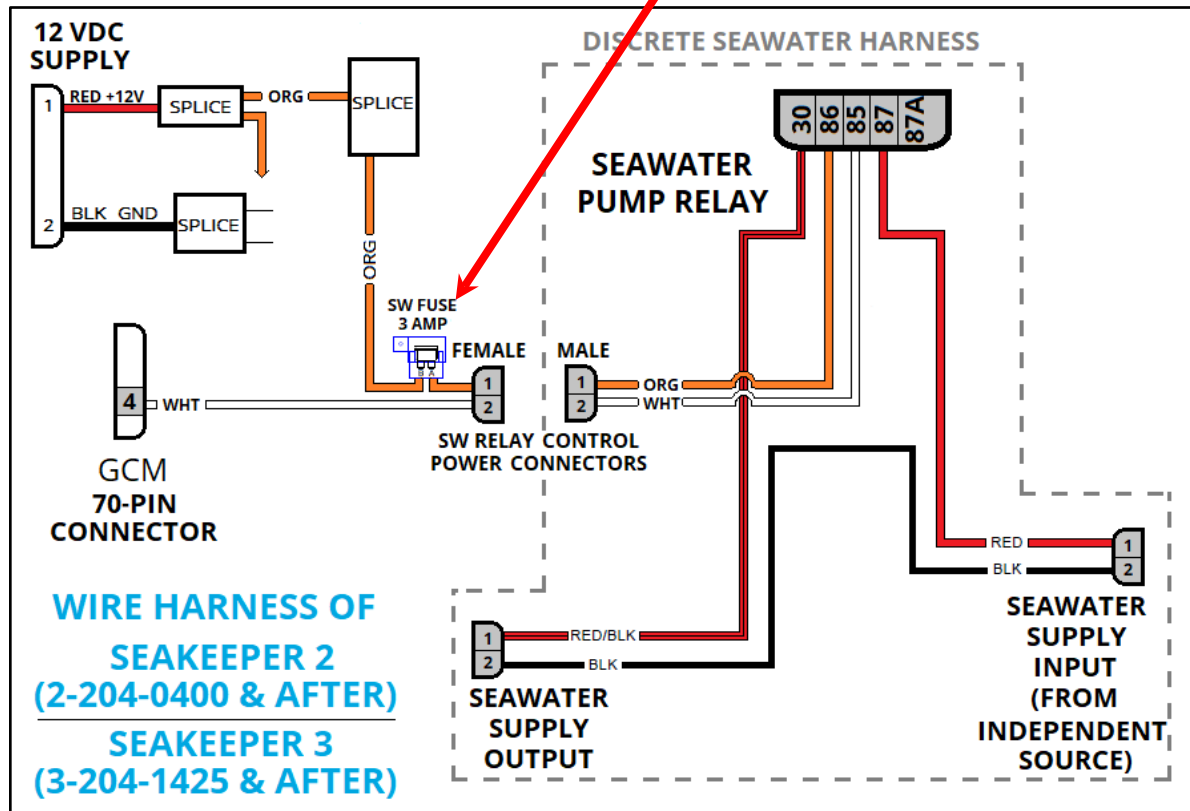 12 VDC
SUPPLY
DISCRETE SEAWATER HARNESS
1
RED +12V
SPLICE
ORG
SPLICE
2
BLK GND
SPLICE
ORG
30
86
85
87
87A
SEAWATER
PUMP RELAY
SW FUSE
3 AMP
B A
FEMALE
MALE
1
2
1
2
ORG
WHT
4
WHT
SW RELAY CONTROL
POWER CONNECTORS
GCM
70-PIN
CONNECTOR
RED
BLK
1
2
SEAWATER
SUPPLY
INPUT
(FROM
INDEPENDENT
SOURCE)
1
2
RED/BLK
BLK
SEAWATER
SUPPLY
OUTPUT
WIRE HARNESS OF
SEAKEEPER 2
(2-204-0400 & AFTER)
SEAKEEPER 3
(3-204-1425 & AFTER)